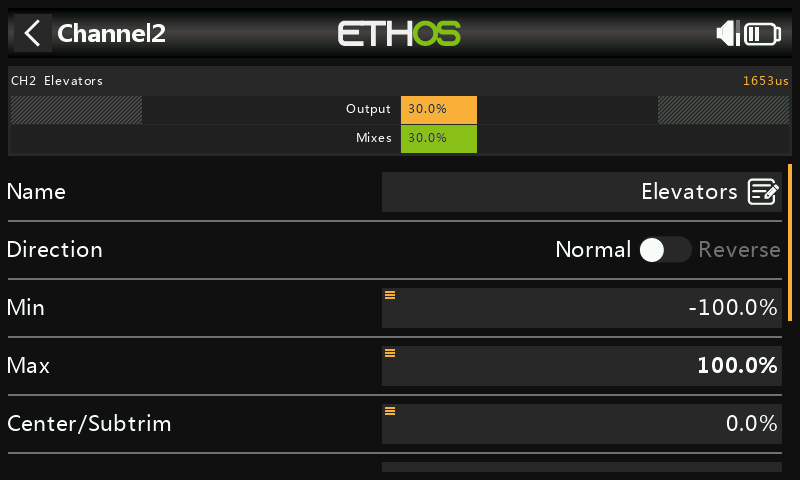 Channel2
ETHOS
CH2 Elevators 1653us
Output 30.0%
Mixes 30.0%
Name Elevators
Direction Normal Reverse
Min -100.0%
Max 100.0%
Center/Subtrim 0.0%